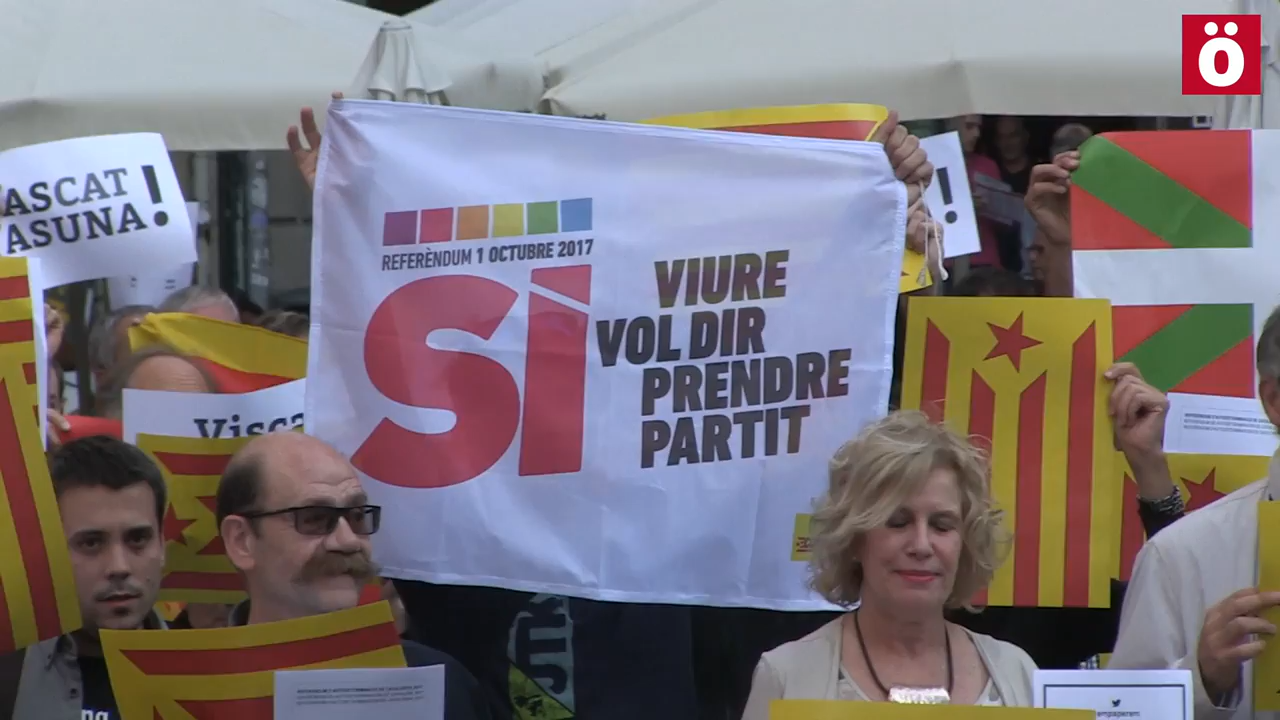 ö
ASCAT
ASUNA!
!
REFERÈNDUM 1 OCTUBRE 2017
SÍ
VIURE
VOL DIR
PRENDRE
PARTIT
Visca